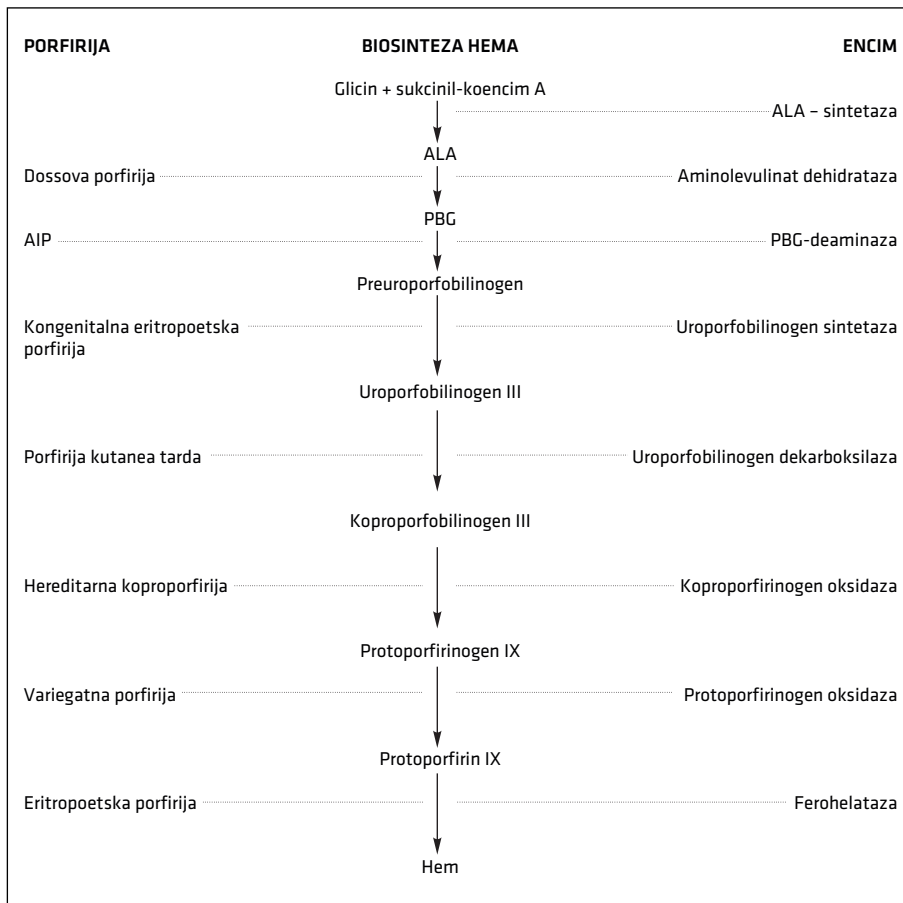 PORFIRIJA BIOSINTEZA HEMA ENCIM
Glicin + sukcinil-koencim A
ALA – sintetaza
ALA
Dossova porfirija Aminolevulinat dehidrataza
PBG
AIP PBG-deaminaza
Preuroporfobilinogen
Kongenitalna eritropoetska Uroporfobilinogen sintetaza
porfirija
Uroporfobilinogen III
Porfirija kutanea tarda Uroporfobilinogen dekarboksilaza
Koproporfobilinogen III
Hereditarna koproporfirija Koproporfirinogen oksidaza
Protoporfirinogen IX
Variegatna porfirija Protoporfirinogen oksidaza
Protoporfirin IX
Eritropoetska porfirija Ferohelataza
Hem